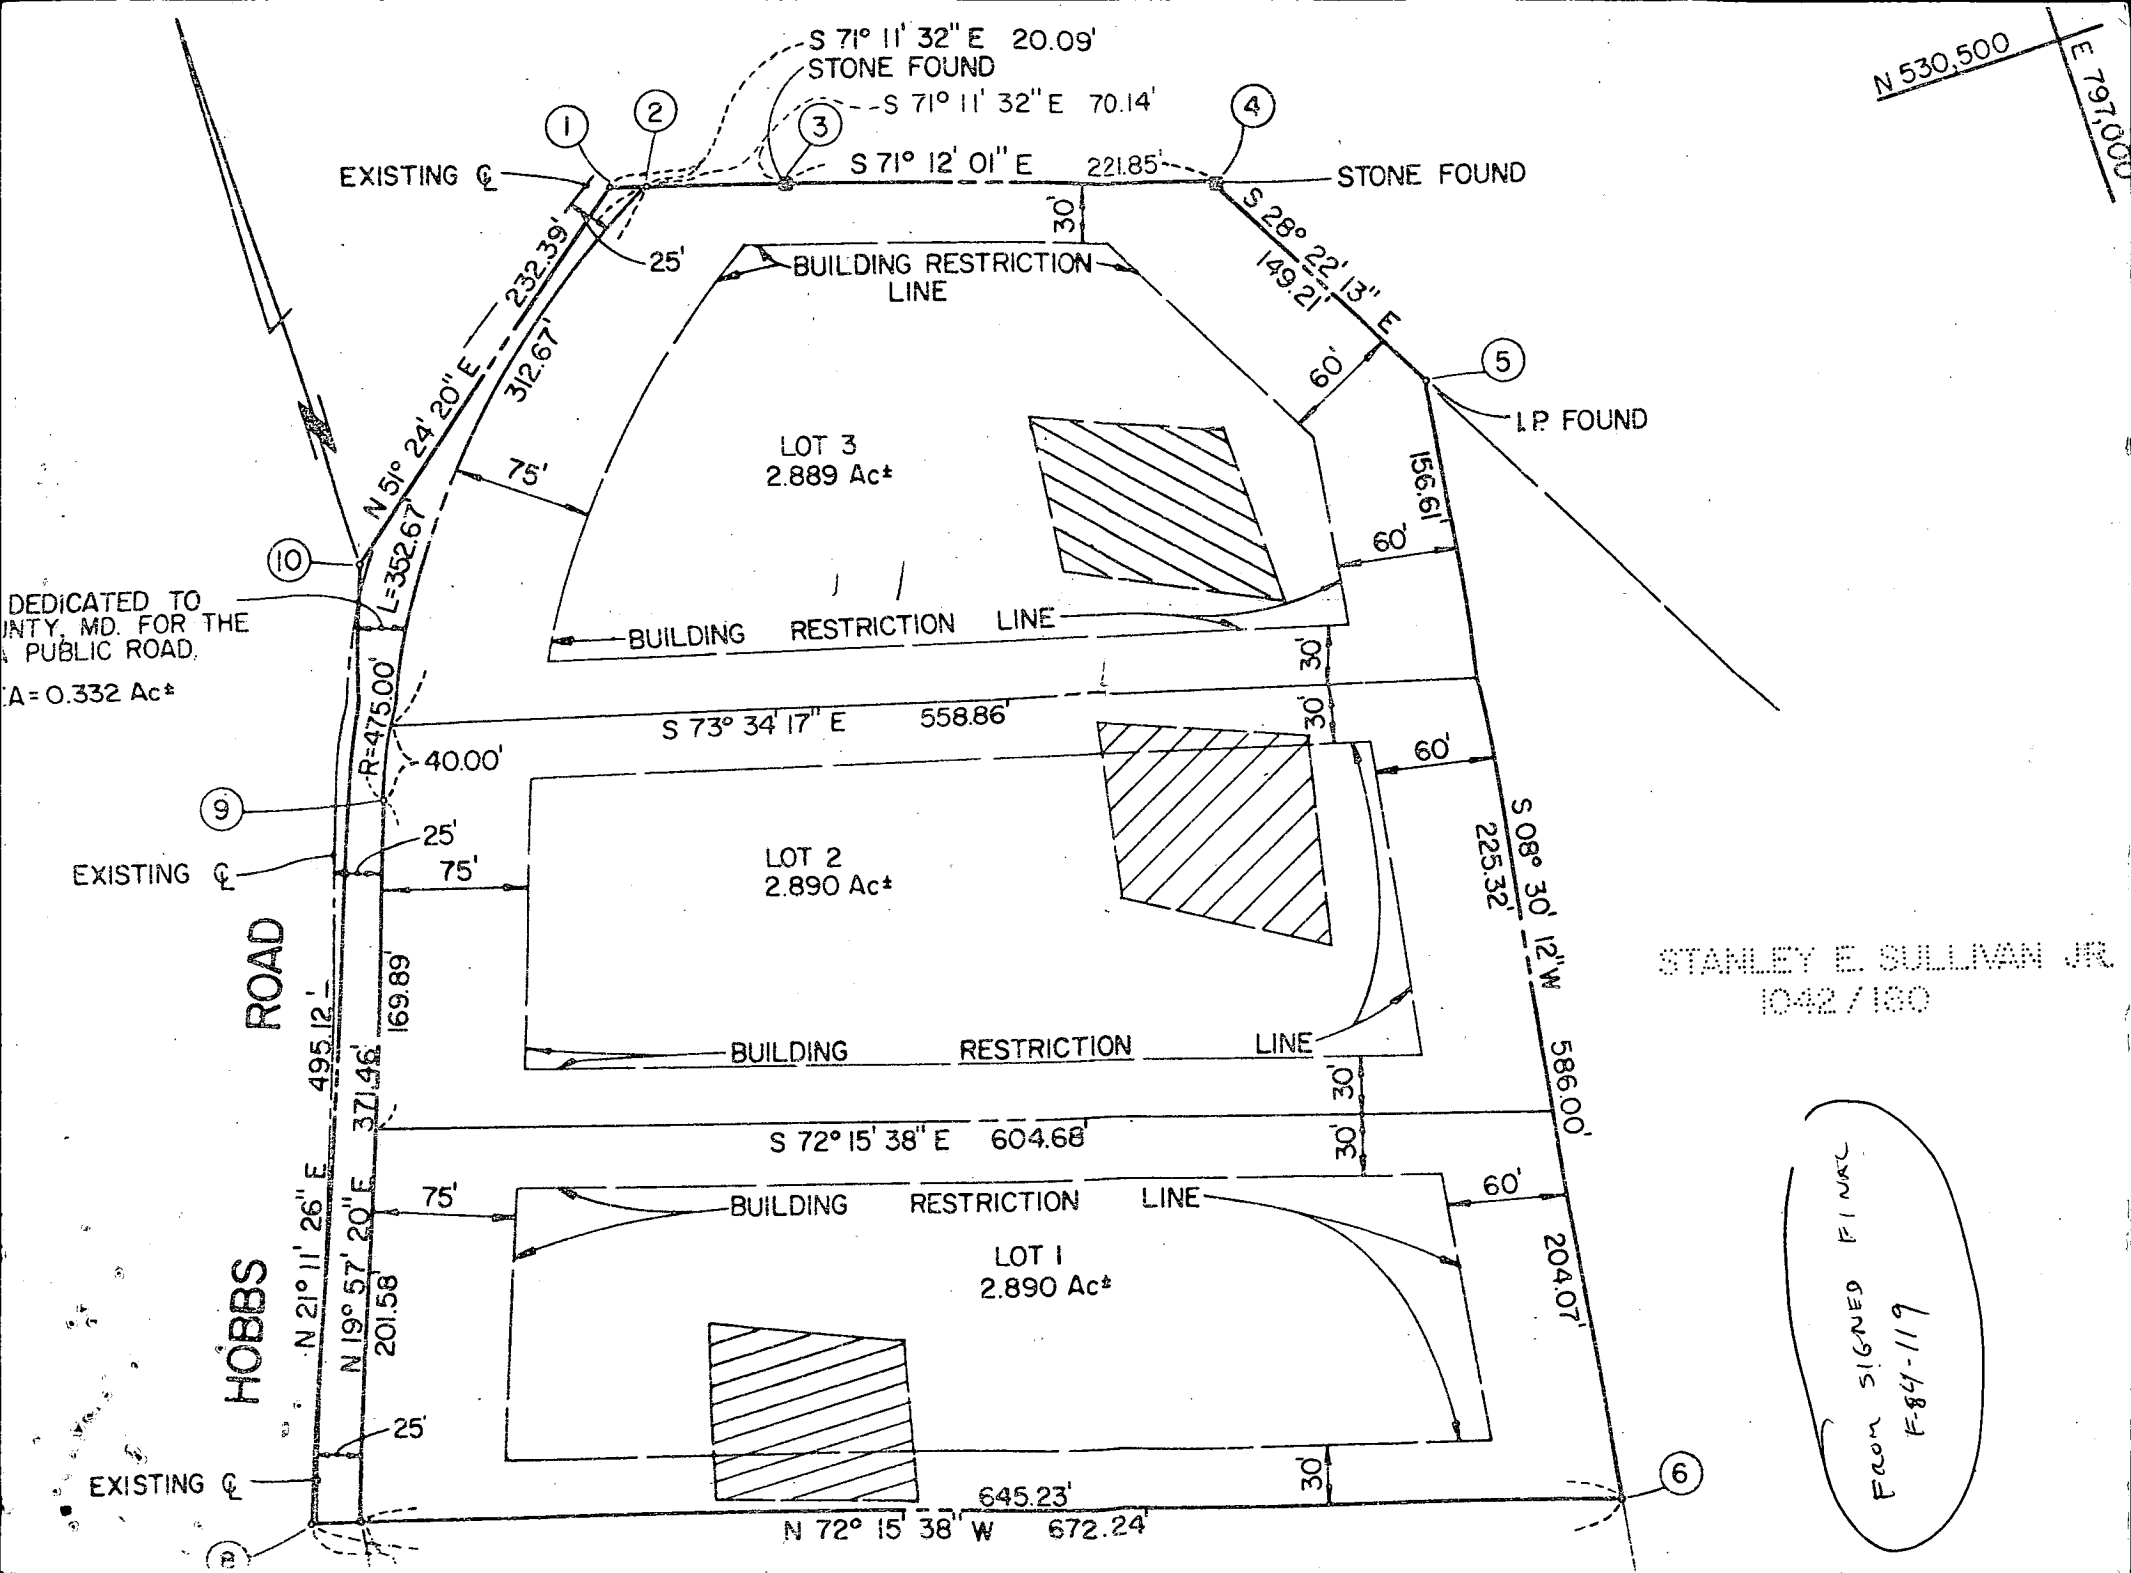 S 71° 11' 32" E 20.09'
STONE FOUND
S 71° 11' 32" E 70.14'
1
2
3
4
S 71° 12' 01" E 221.85'
STONE FOUND
N 530,500
E 797,000
EXISTING ℄
25'
30'
232.39'
N 51° 24' 20" E
312.67'
BUILDING RESTRICTION
LINE
S 28° 22' 13" E
149.21'
60'
5
I.P. FOUND
LOT 3
2.889 Ac±
75'
156.61'
60'
10
L=352.67'
R=475.00'
DEDICATED TO
UNTY, MD. FOR THE
PUBLIC ROAD.
A = 0.332 Ac±
BUILDING RESTRICTION LINE
30'
S 73° 34' 17" E 558.86'
30'
40.00'
60'
9
25'
EXISTING ℄
75'
LOT 2
2.890 Ac±
S 08° 30' 12" W 586.00'
225.32'
STANLEY E. SULLIVAN JR.
1042 / 180
HOBBS ROAD
N 21° 11' 26" E 495.12'
N 19° 57' 20" E 371.46'
169.89'
BUILDING RESTRICTION LINE
30'
S 72° 15' 38" E 604.68'
30'
75'
60'
BUILDING RESTRICTION LINE
LOT 1
2.890 Ac±
201.58'
204.07'
25'
EXISTING ℄
30'
6
645.23'
N 72° 15' 38" W 672.24'
8
FROM SIGNED FINAL
F-84-119